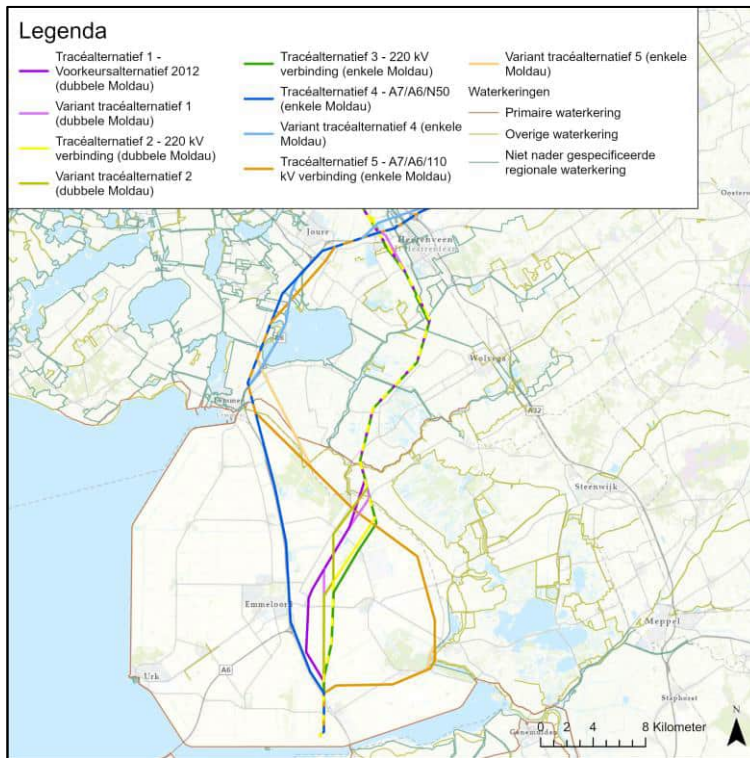 Legenda
Tracéalternatief 1 -
Voorkeursalternatief 2012
(dubbele Moldau)
Variant tracéalternatief 1
(dubbele Moldau)
Tracéalternatief 2 - 220 kV
verbinding (dubbele Moldau)
Variant tracéalternatief 2
(dubbele Moldau)
Tracéalternatief 3 - 220 kV
verbinding (enkele Moldau)
Tracéalternatief 4 - A7/A6/N50
(enkele Moldau)
Variant tracéalternatief 4 (enkele
Moldau)
Tracéalternatief 5 - A7/A6/110
kV verbinding (enkele Moldau)
Variant tracéalternatief 5 (enkele
Moldau)
Waterkeringen
Primaire waterkering
Overige waterkering
Niet nader gespecificeerde
regionale waterkering
Joure
Heerenveen
Wolvega
A32
Steenwijk
Emmeloord
Meppel
Urk
A6
Staphorst
Genemuiden
N
0 2 4 8 Kilometer